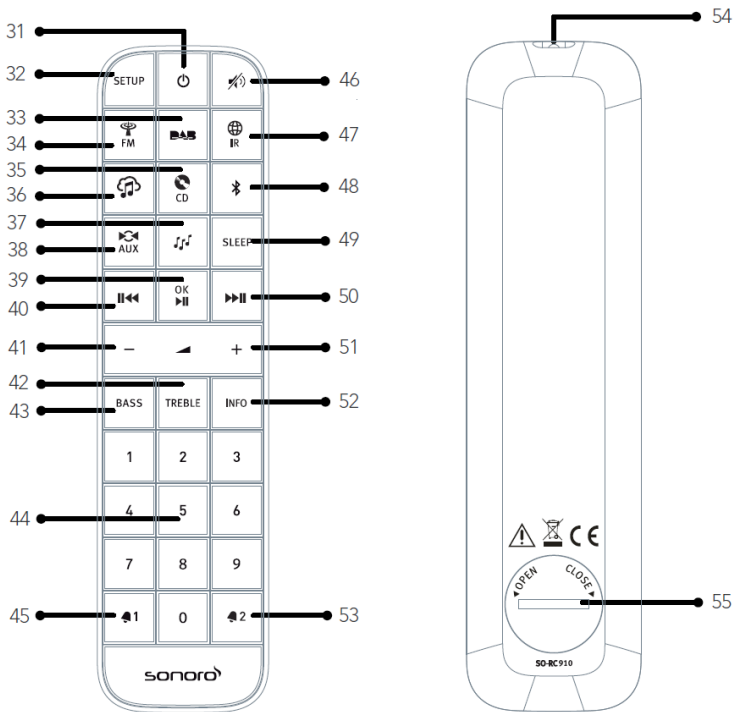 31
54
32
SETUP
46
33
34
FM
DAB
IR
47
35
36
CD
48
37
38
AUX
SLEEP
49
39
40
OK
50
41
−
+
51
42
43
BASS
TREBLE
INFO
52
1
2
3
44
4
5
6
7
8
9
45
1
0
2
53
sonoro
CE
OPEN
CLOSE
55
SO-RC910